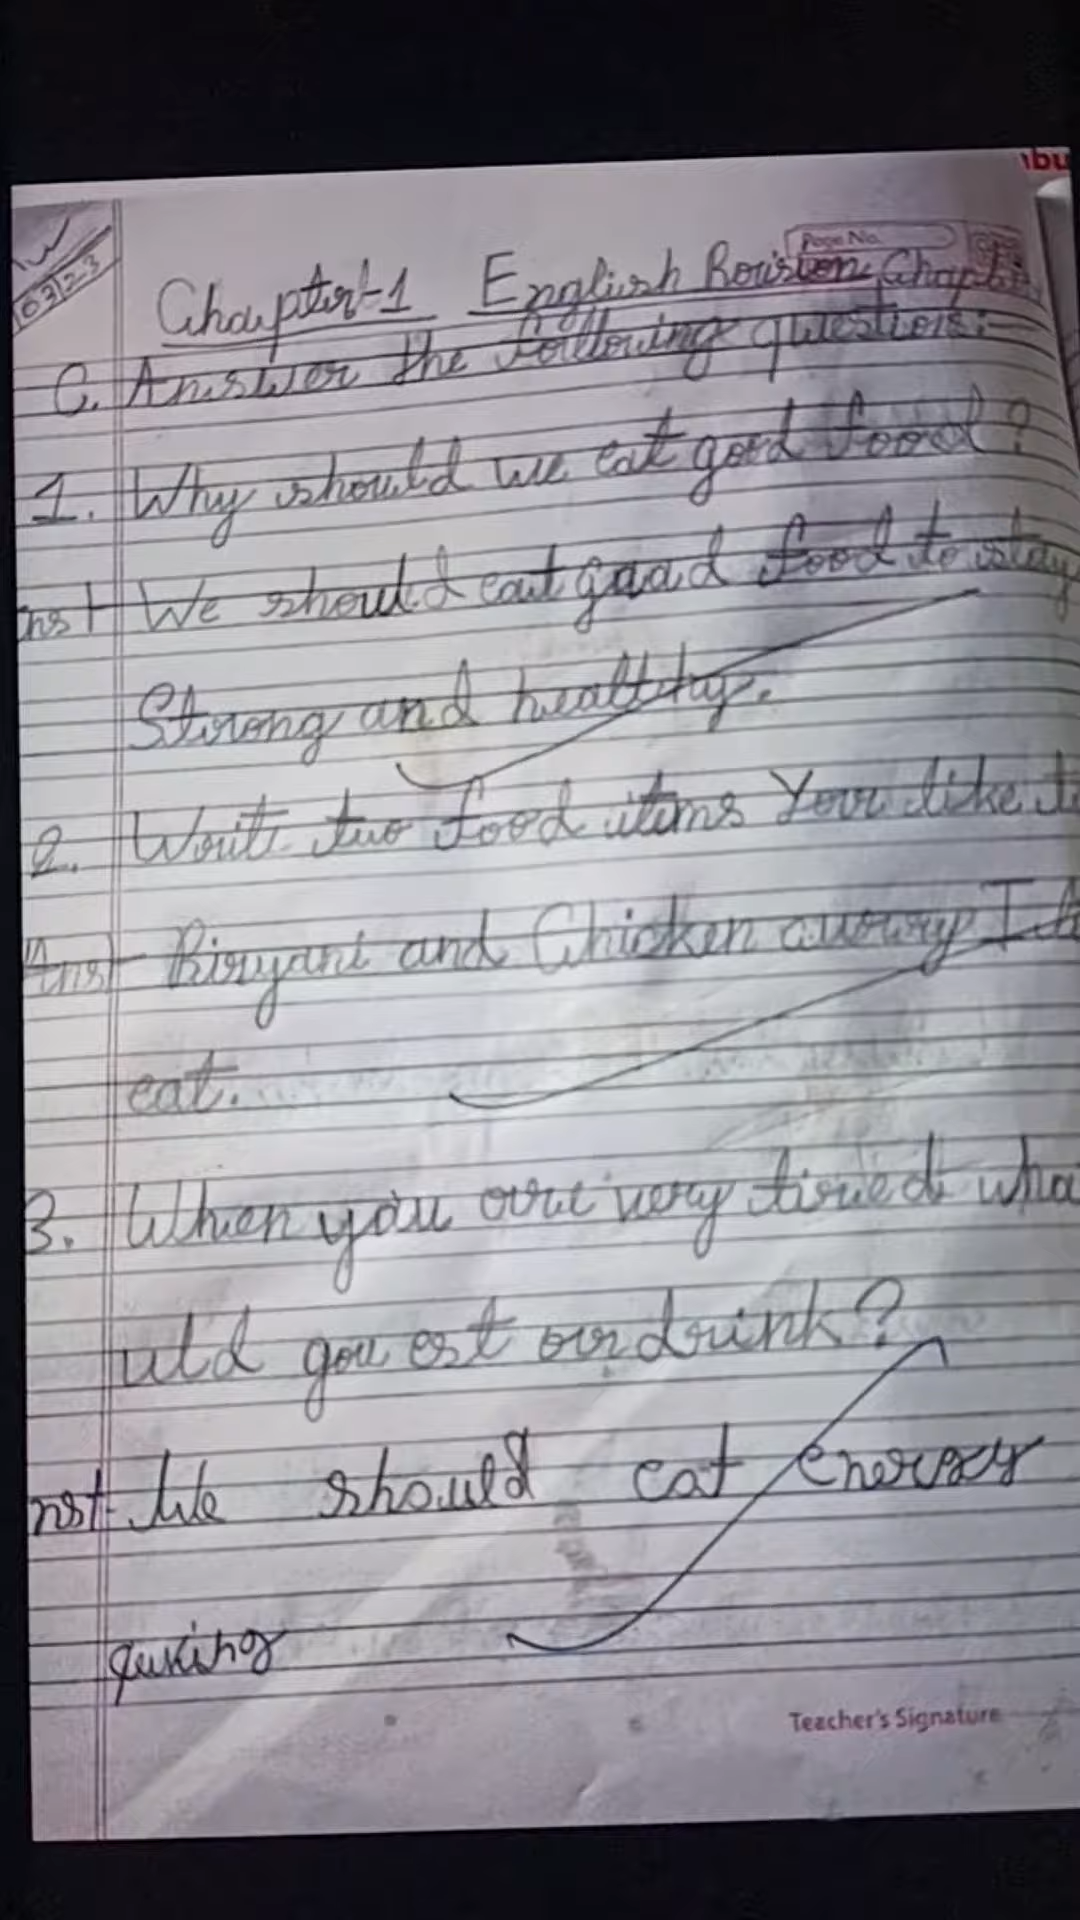 Page No.
03/23
Chapter-1 English Revision Chapter
C. Answer the following questions:-
1. Why should we eat good food?
Ans+ We should eat gaad food to stay
Strong and healthy.
2. Write two food items Your like to
Ans+ Biryani and Chicken curry I
eat.
3. When you are very tired wha
uld you eat or drink?
nst- We should eat energy
Teacher's Signature